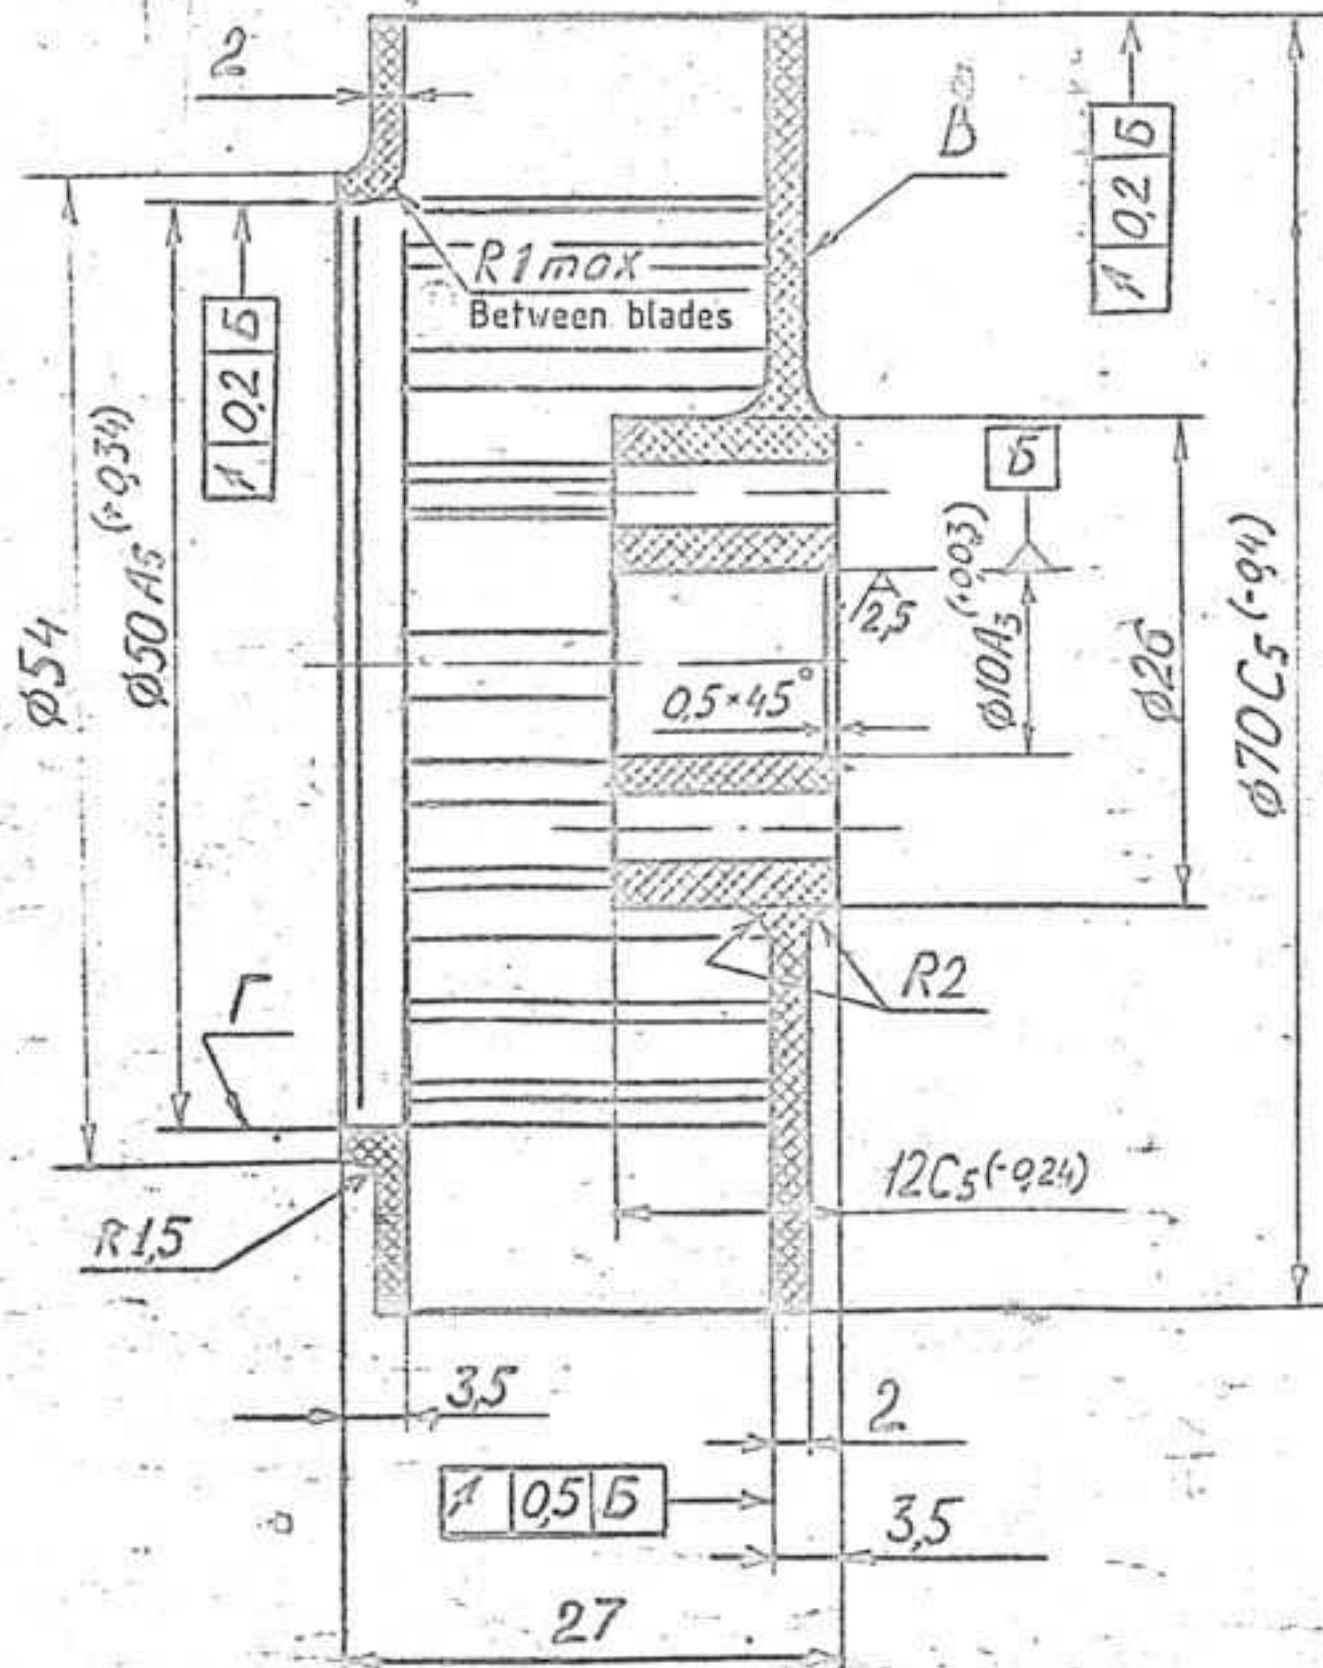 2
В
↗ 0,2 Б
R1max
Between blades
↗ 0,2 Б
Б
Ø54
Ø50A5(+0,34)
2,5
Ø10A3(+0,03)
Ø26
Ø70C5(-0,4)
0,5×45°
R2
Г
12C5(-0,24)
R1,5
3,5
2
↗ 0,5 Б
3,5
27